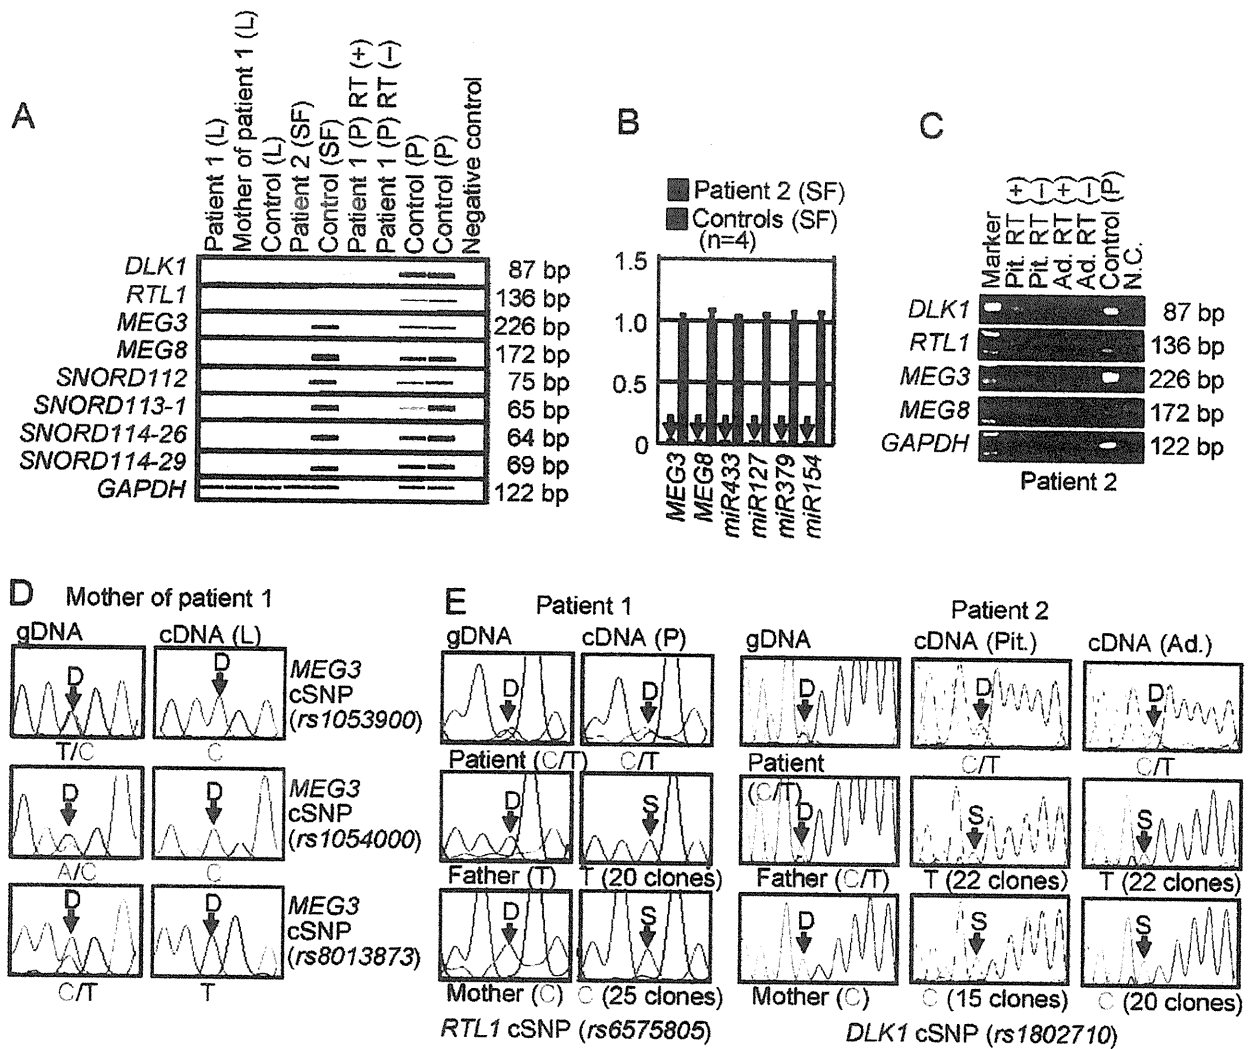 A
Patient 1 (L)
Mother of patient 1 (L)
Control (L)
Patient 2 (SF)
Control (SF)
Patient 1 (P) RT (+)
Patient 1 (P) RT (−)
Control (P)
Control (P)
Negative control
DLK1 87 bp
RTL1 136 bp
MEG3 226 bp
MEG8 172 bp
SNORD112 75 bp
SNORD113-1 65 bp
SNORD114-26 64 bp
SNORD114-29 69 bp
GAPDH 122 bp
B
Patient 2 (SF)
Controls (SF)
(n=4)
1.5
1.0
0.5
0
MEG3
MEG8
miR433
miR127
miR379
miR154
C
Marker
Pit. RT (+)
Pit. RT (−)
Ad. RT (+)
Ad. RT (−)
Control (P)
N.C.
DLK1 87 bp
RTL1 136 bp
MEG3 226 bp
MEG8 172 bp
GAPDH 122 bp
Patient 2
D Mother of patient 1
gDNA cDNA (L)
D D
MEG3
cSNP
(rs1053900)
T/C C
D D
MEG3
cSNP
(rs1054000)
A/C C
D D
MEG3
cSNP
(rs8013873)
C/T T
E Patient 1
gDNA cDNA (P)
D D
Patient (C/T) C/T
D S
Father (T) T (20 clones)
D S
Mother (C) C (25 clones)
RTL1 cSNP (rs6575805)
Patient 2
gDNA cDNA (Pit.) cDNA (Ad.)
D D D
Patient
(C/T) C/T C/T
D S S
Father (C/T) T (22 clones) T (22 clones)
D S S
Mother (C) C (15 clones) C (20 clones)
DLK1 cSNP (rs1802710)